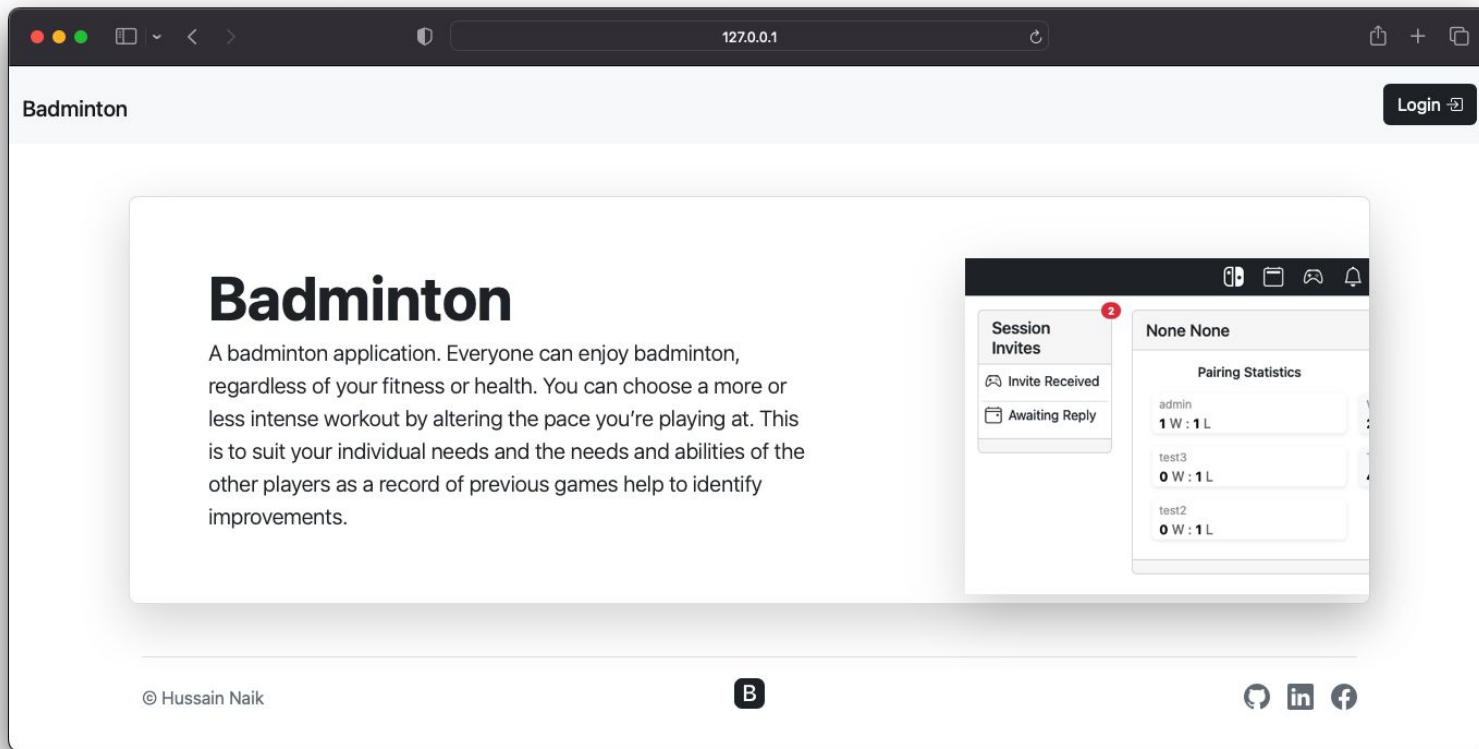 127.0.0.1
Badminton
Login
Badminton
A badminton application. Everyone can enjoy badminton,
regardless of your fitness or health. You can choose a more or
less intense workout by altering the pace you’re playing at. This
is to suit your individual needs and the needs and abilities of the
other players as a record of previous games help to identify
improvements.
Session
Invites
2
Invite Received
Awaiting Reply
None None
Pairing Statistics
admin
1 W : 1 L
test3
0 W : 1 L
test2
0 W : 1 L
© Hussain Naik
B
in